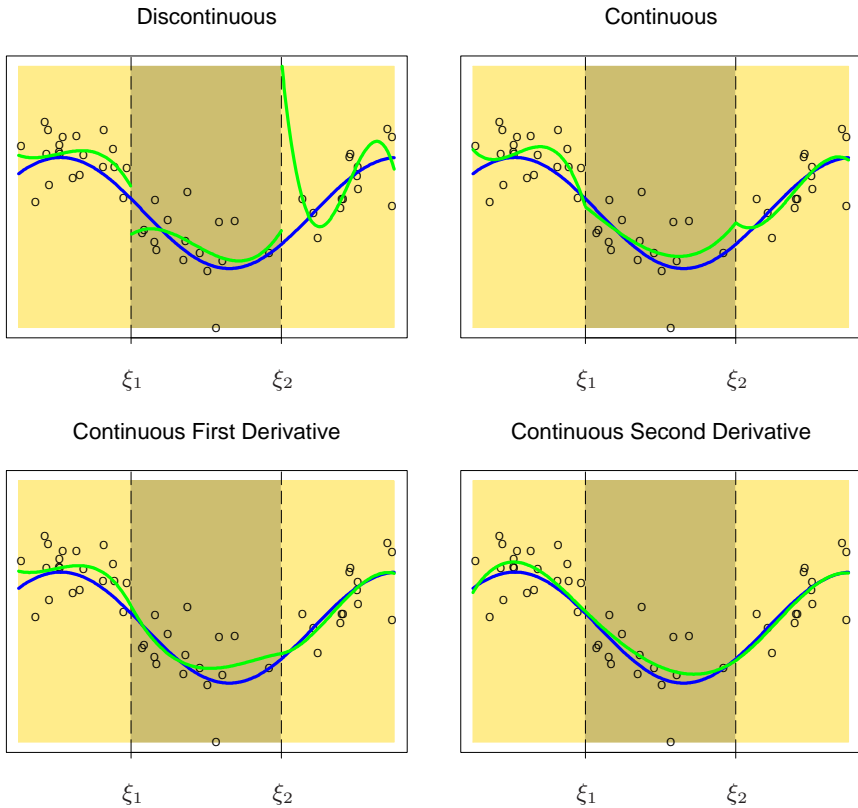 Discontinuous
Continuous
ξ₁ ξ₂
ξ₁ ξ₂
Continuous First Derivative
Continuous Second Derivative
ξ₁ ξ₂
ξ₁ ξ₂